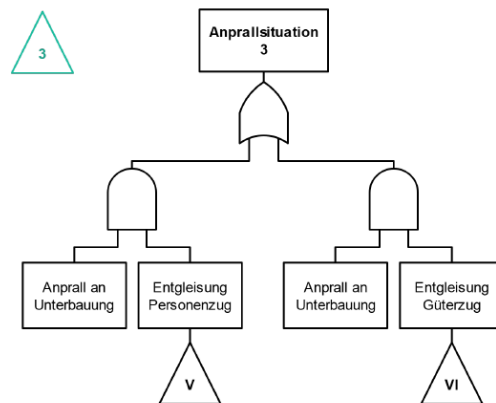 3
Anprallsituation
3
Anprall an
Unterbauung
Entgleisung
Personenzug
Anprall an
Unterbauung
Entgleisung
Güterzug
V
VI